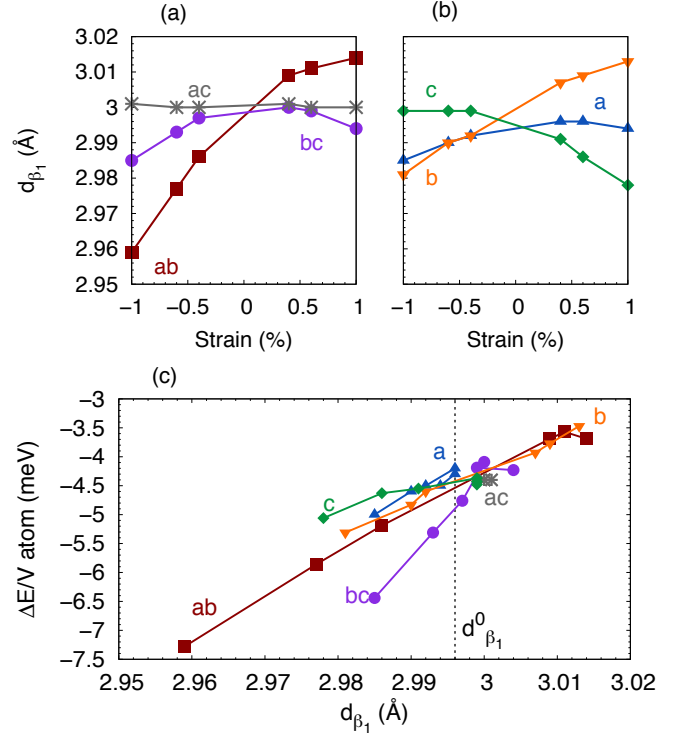 (a)
(b)
3.02
3.01
3
2.99
2.98
2.97
2.96
2.95
d_β₁ (Å)
ac
bc
ab
c
a
b
−1 −0.5 0 0.5 1
−1 −0.5 0 0.5 1
Strain (%)
Strain (%)
(c)
−3
−3.5
−4
−4.5
−5
−5.5
−6
−6.5
−7
−7.5
ΔE/V atom (meV)
b
a
ac
c
ab
bc
d⁰_β₁
2.95 2.96 2.97 2.98 2.99 3 3.01 3.02
d_β₁ (Å)